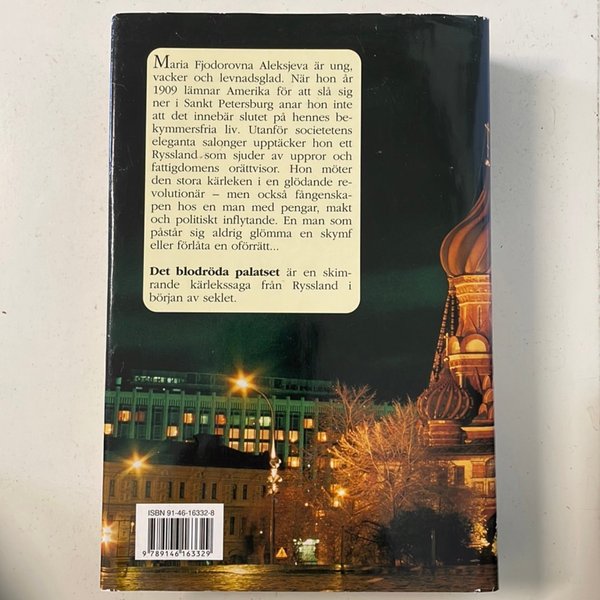 Maria Fjodorovna Aleksjeva är ung,
vacker och levnadsglad. När hon år
1909 lämnar Amerika för att slå sig
ner i Sankt Petersburg anar hon inte
att det innebär slutet på hennes be-
kymmersfria liv. Utanför societetens
eleganta salonger upptäcker hon ett
Ryssland som sjuder av uppror och
fattigdomens orättvisor. Hon möter
den stora kärleken i en glödande re-
volutionär – men också fångenska-
pen hos en man med pengar, makt
och politiskt inflytande. En man som
påstår sig aldrig glömma en skymf
eller förlåta en oförrätt...
Det blodröda palatset är en skim-
rande kärlekssaga från Ryssland i
början av seklet.
ISBN 91-46-16332-8
9 789146 163329